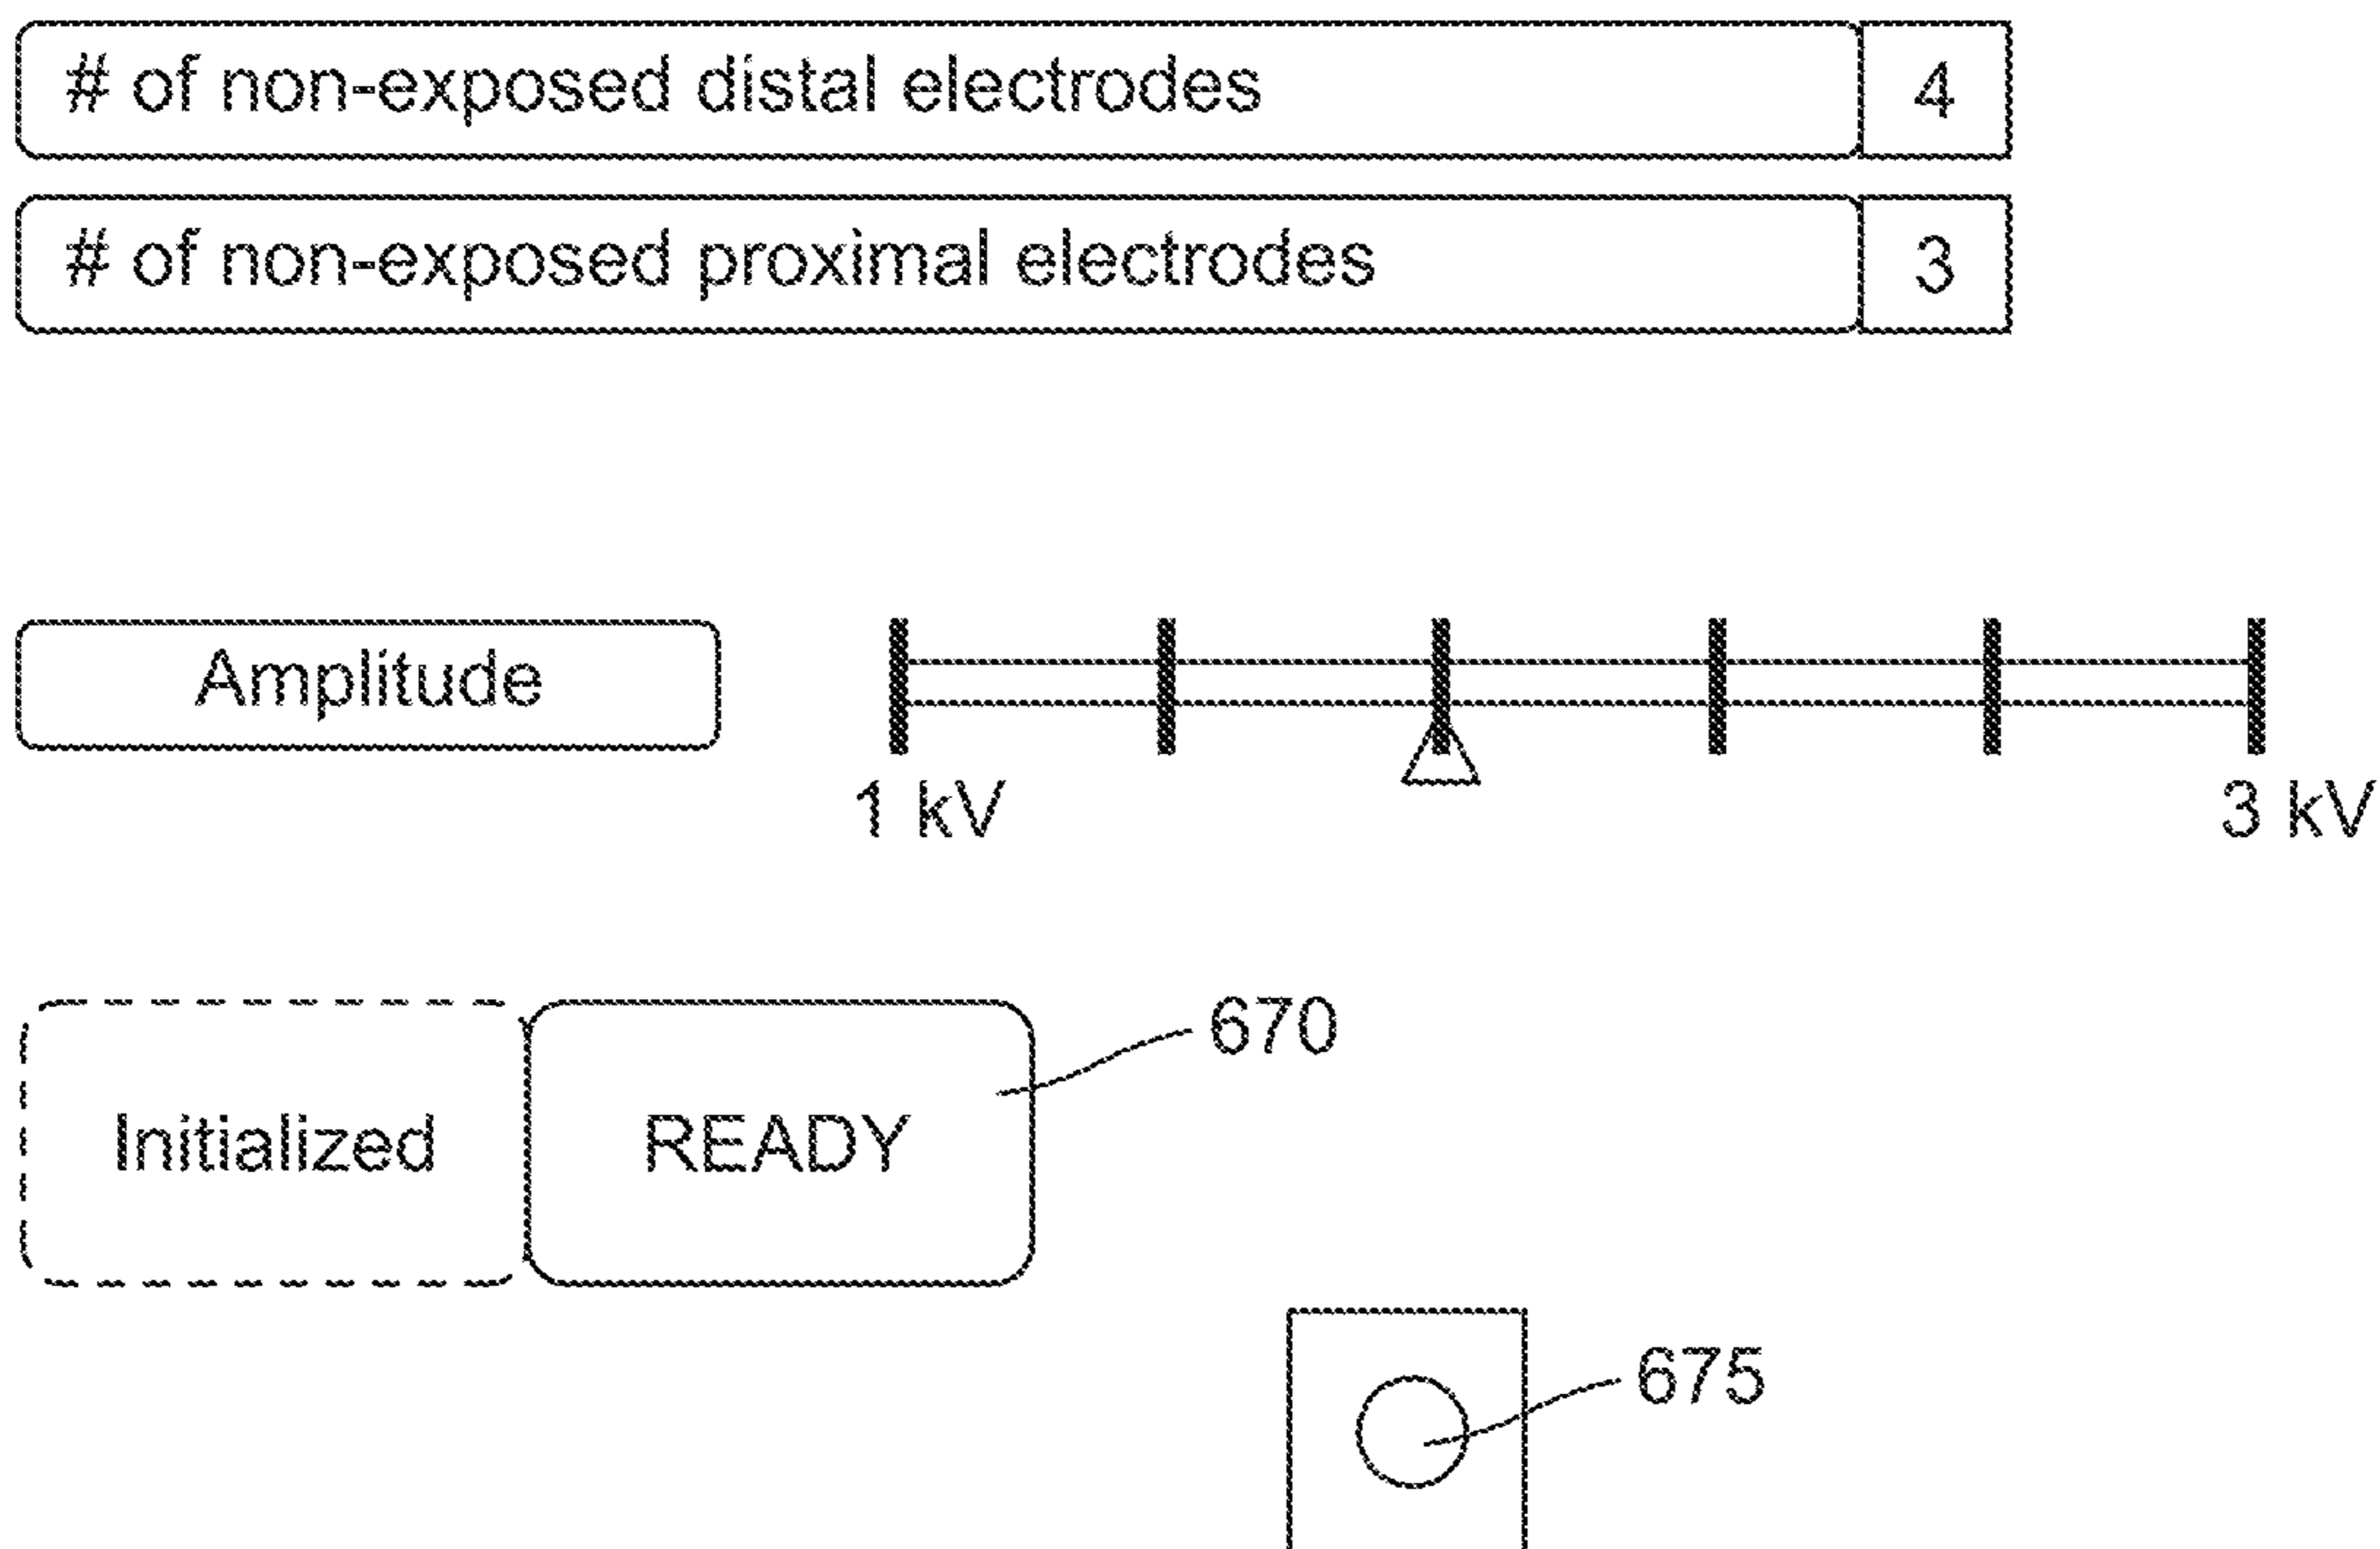 # of non-exposed distal electrodes 4
# of non-exposed proximal electrodes 3
Amplitude
1 kV 3 kV
670
Initialized READY
675